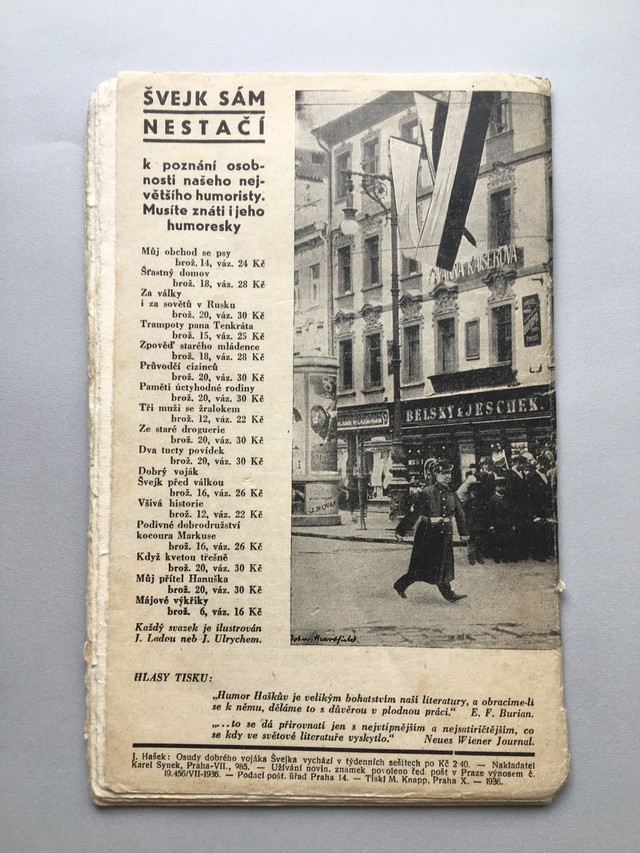 ŠVEJK SÁM
NESTAČÍ
k poznání osob-
nosti našeho nej-
většího humoristy.
Musíte znáti i jeho
humoresky
Můj obchod se psy
brož. 14, váz. 24 Kč
Šťastný domov
brož. 18, váz. 28 Kč
Za války
i za sovětů v Rusku
brož. 20, váz. 30 Kč
Trampoty pana Tenkráta
brož. 15, váz. 25 Kč
Zpověď starého mládence
brož. 18, váz. 28 Kč
Průvodčí cizinců
brož. 20, váz. 30 Kč
Paměti úctyhodné rodiny
brož. 20, váz. 30 Kč
Tři muži se žralokem
brož. 12, váz. 22 Kč
Ze staré droguerie
brož. 20, váz. 30 Kč
Dva tucty povídek
brož. 20, váz. 30 Kč
Dobrý voják
Švejk před válkou
brož. 16, váz. 26 Kč
Všivá historie
brož. 12, váz. 22 Kč
Podivné dobrodružství
kocoura Markuse
brož. 16, váz. 26 Kč
Když kvetou třešně
brož. 20, váz. 30 Kč
Můj přítel Hanuška
brož. 20, váz. 30 Kč
Májové výkřiky
brož. 6, váz. 16 Kč
Každý svazek je ilustrován
J. Ladou neb J. Ulrychem.
KAISEROVA
BĚLSKÝ & JESCHEK.
John Heartfield
HLASY TISKU:
„Humor Haškův je velikým bohatstvím naší literatury, a obracíme-li
se k němu, děláme to s důvěrou v plodnou práci.“ E. F. Burian.
„...to se dá přirovnati jen s nejvtipnějším a nejsatiričtějším, co
se kdy ve světové literatuře vyskytlo.“ Neues Wiener Journal.
J. Hašek: Osudy dobrého vojáka Švejka vychází v týdenních sešitech po Kč 2·40. — Nakladatel
Karel Synek, Praha-VII., 985. — Užívání novin. známek povoleno řed. pošt v Praze výnosem č.
19.456/VII-1936. — Podací pošt. úřad Praha 14. — Tiskl M. Knapp, Praha X. — 1936.